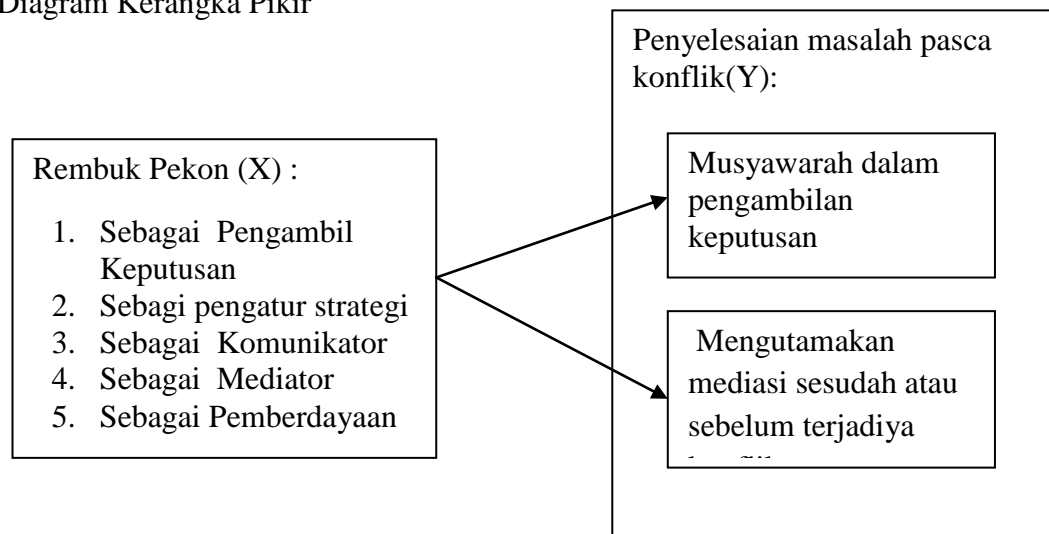 Diagram Kerangka Pikir
Penyelesaian masalah pasca
konflik(Y):
Rembuk Pekon (X) :
1. Sebagai Pengambil
Keputusan
2. Sebagi pengatur strategi
3. Sebagai Komunikator
4. Sebagai Mediator
5. Sebagai Pemberdayaan
Musyawarah dalam
pengambilan
keputusan
Mengutamakan
mediasi sesudah atau
sebelum terjadiya